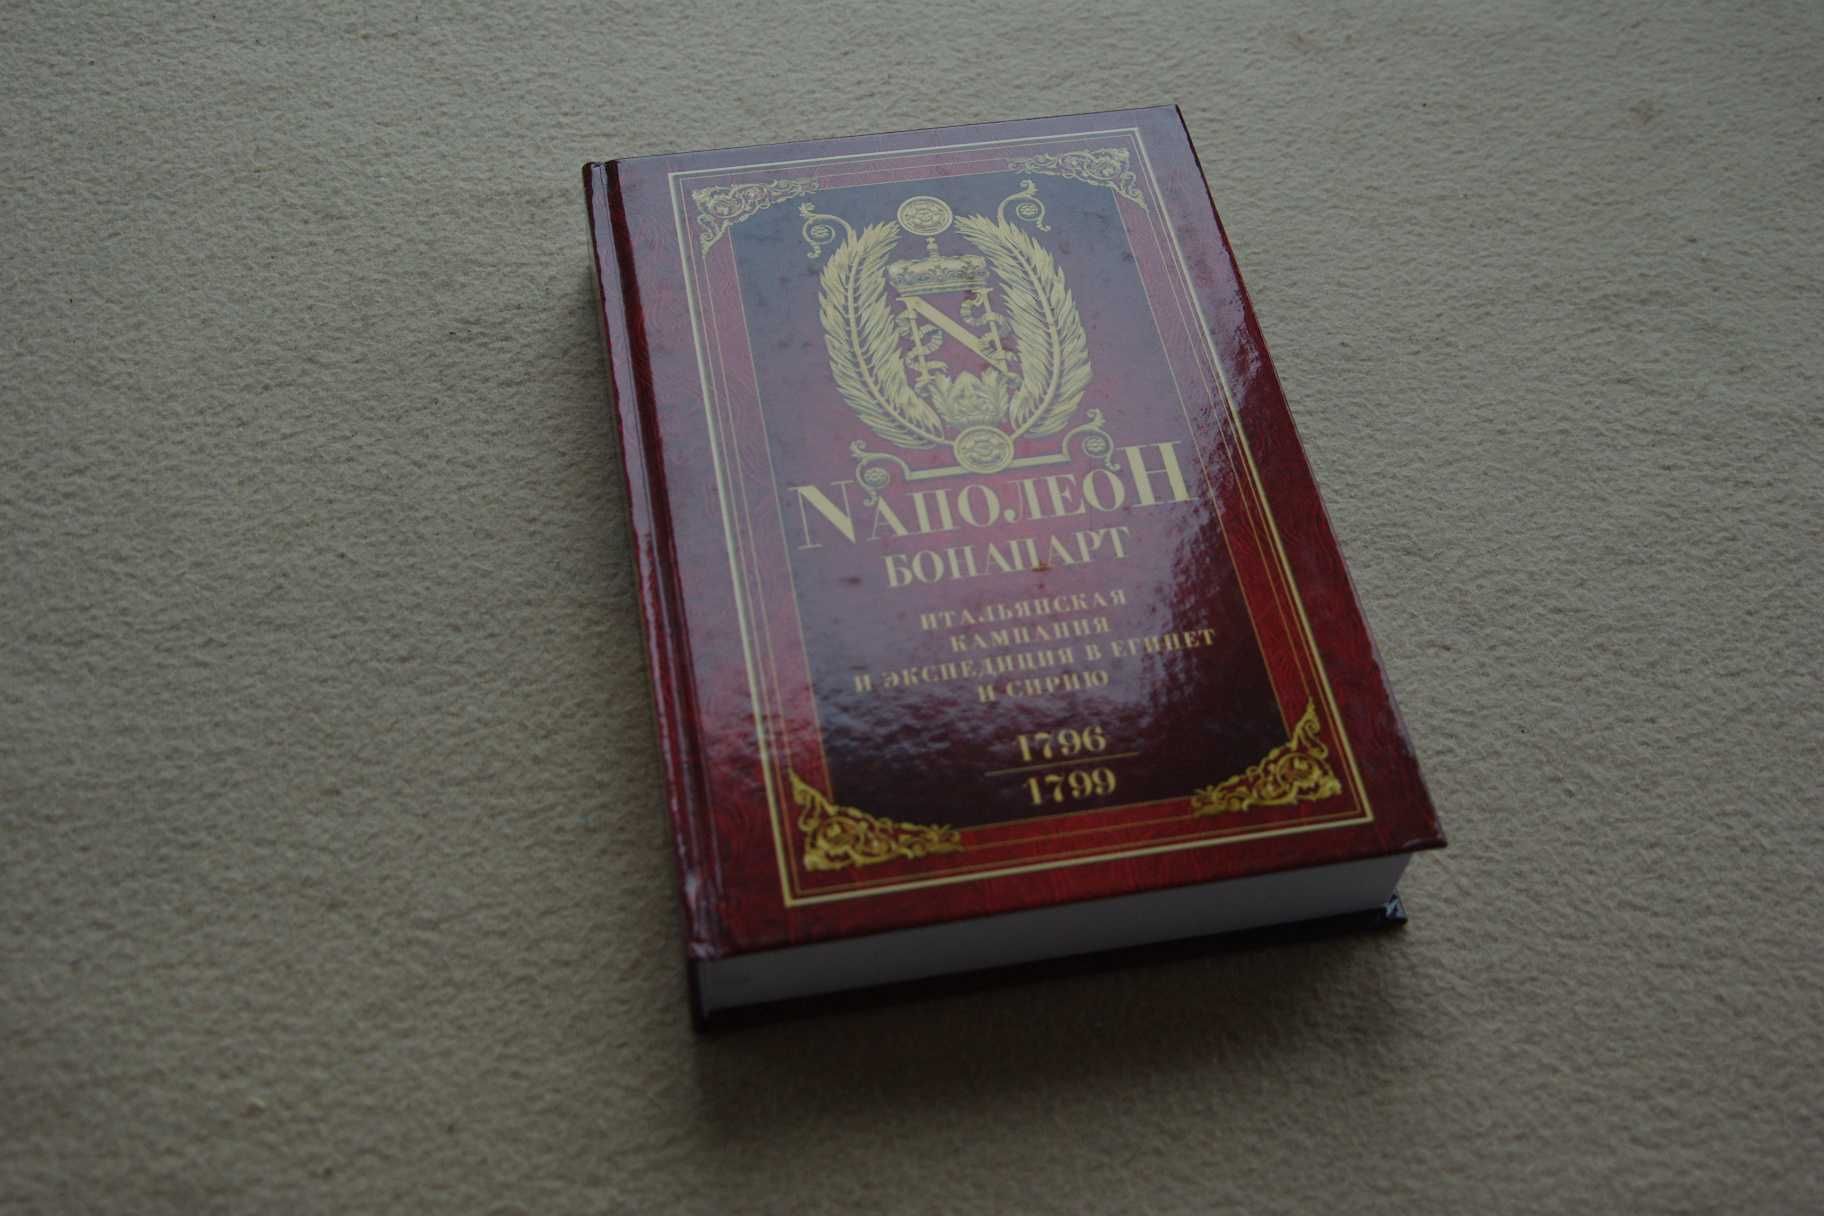 N
NАПОЛЕОН
БОНАПАРТ
ИТАЛЬЯНСКАЯ
КАМПАНИЯ
И ЭКСПЕДИЦИЯ В ЕГИПЕТ
И СИРИЮ
1796
1799